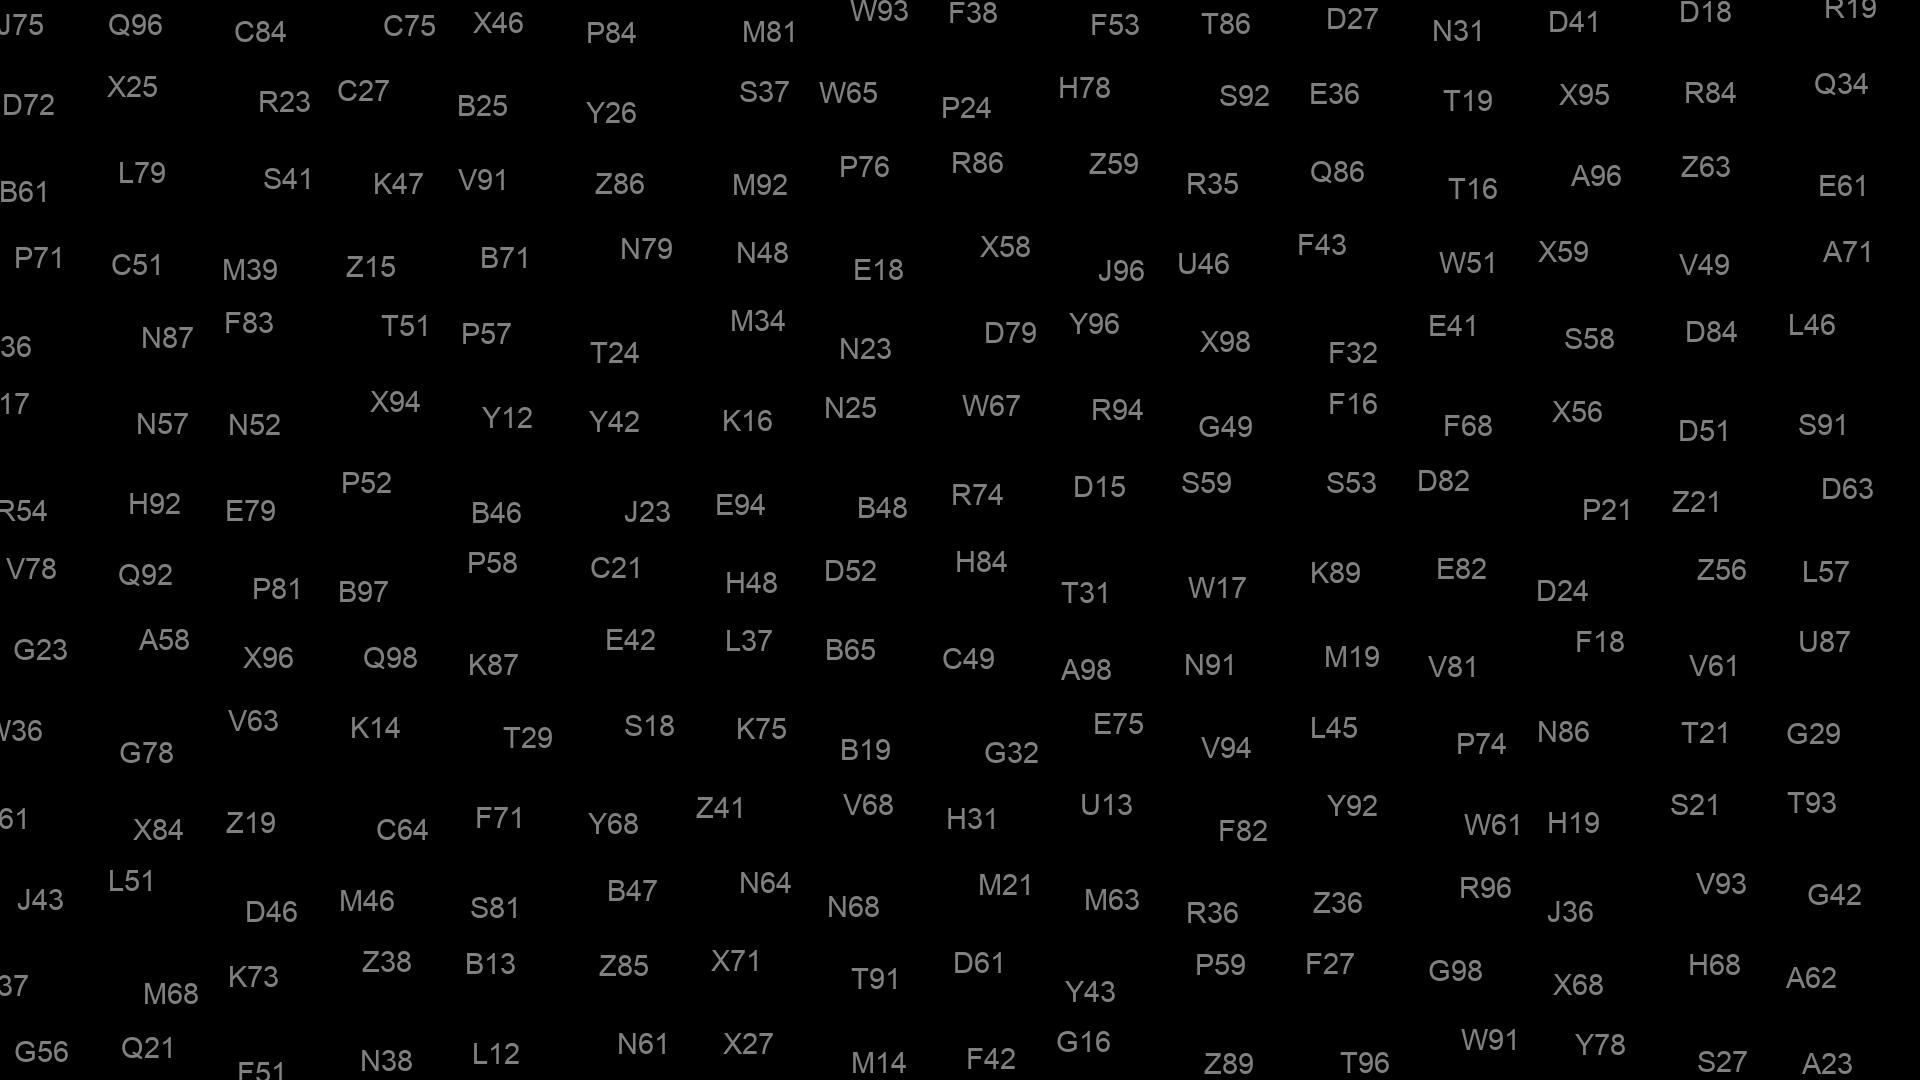 J75 Q96 C84 C75 X46 P84 M81 W93 F38 F53 T86 D27 N31 D41 D18 R19
D72 X25 R23 C27 B25 Y26 S37 W65 P24 H78 S92 E36 T19 X95 R84 Q34
B61 L79 S41 K47 V91 Z86 M92 P76 R86 Z59 R35 Q86 T16 A96 Z63 E61
P71 C51 M39 Z15 B71 N79 N48 E18 X58 J96 U46 F43 W51 X59 V49 A71
36 N87 F83 T51 P57 T24 M34 N23 D79 Y96 X98 F32 E41 S58 D84 L46
17 N57 N52 X94 Y12 Y42 K16 N25 W67 R94 G49 F16 F68 X56 D51 S91
R54 H92 E79 P52 B46 J23 E94 B48 R74 D15 S59 S53 D82 P21 Z21 D63
V78 Q92 P81 B97 P58 C21 H48 D52 H84 T31 W17 K89 E82 D24 Z56 L57
G23 A58 X96 Q98 K87 E42 L37 B65 C49 A98 N91 M19 V81 F18 V61 U87
W36 G78 V63 K14 T29 S18 K75 B19 G32 E75 V94 L45 P74 N86 T21 G29
61 X84 Z19 C64 F71 Y68 Z41 V68 H31 U13 F82 Y92 W61 H19 S21 T93
J43 L51 D46 M46 S81 B47 N64 N68 M21 M63 R36 Z36 R96 J36 V93 G42
37 M68 K73 Z38 B13 Z85 X71 T91 D61 Y43 P59 F27 G98 X68 H68 A62
G56 Q21 N38 L12 N61 X27 M14 F42 G16 Z89 T96 W91 Y78 S27 A23